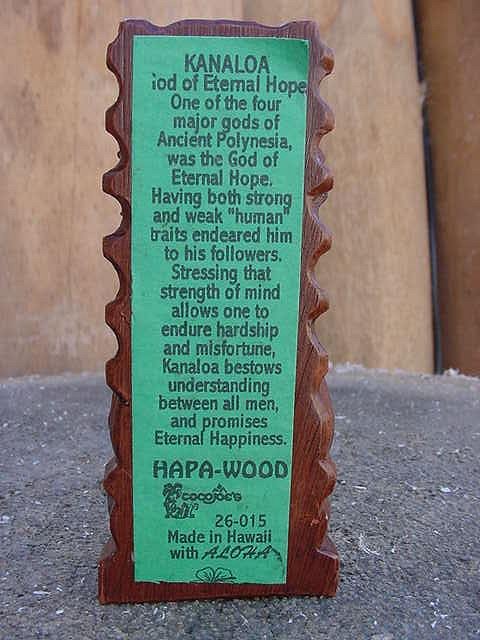 KANALOA
iod of Eternal Hope
One of the four
major gods of
Ancient Polynesia,
was the God of
Eternal Hope.
Having both strong
and weak "human"
traits endeared him
to his followers.
Stressing that
strength of mind
allows one to
endure hardship
and misfortune,
Kanaloa bestows
understanding
between all men,
and promises
Eternal Happiness.
HAPA-WOOD
COCOJOE'S
26-015
Made in Hawaii
with ALOHA